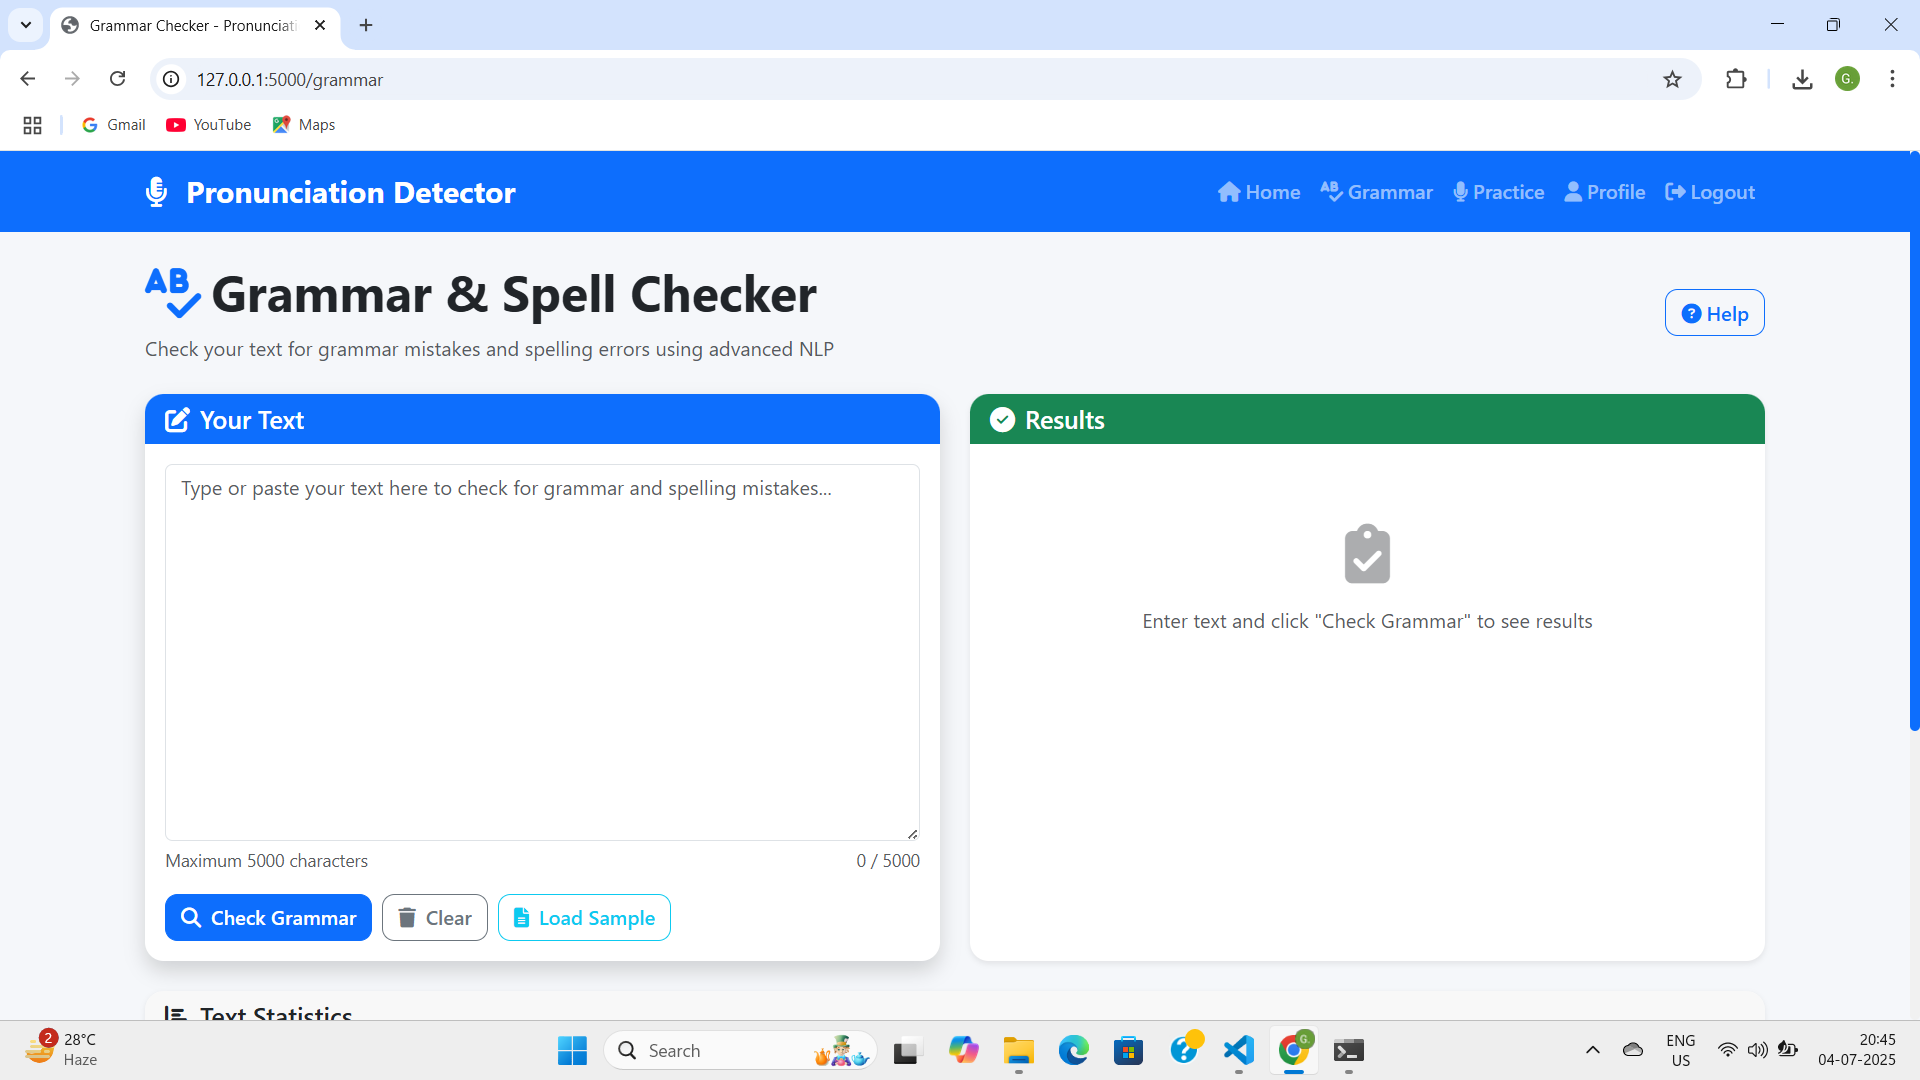 Grammar Checker - Pronunciati
127.0.0.1:5000/grammar
G.
Gmail
YouTube
Maps
Pronunciation Detector
Home
Grammar
Practice
Profile
Logout
Grammar & Spell Checker
Help
Check your text for grammar mistakes and spelling errors using advanced NLP
Your Text
Results
Type or paste your text here to check for grammar and spelling mistakes...
Enter text and click "Check Grammar" to see results
Maximum 5000 characters
0 / 5000
Check Grammar
Clear
Load Sample
Text Statistics
2
28°C
Haze
Search
G.
ENG
US
20:45
04-07-2025